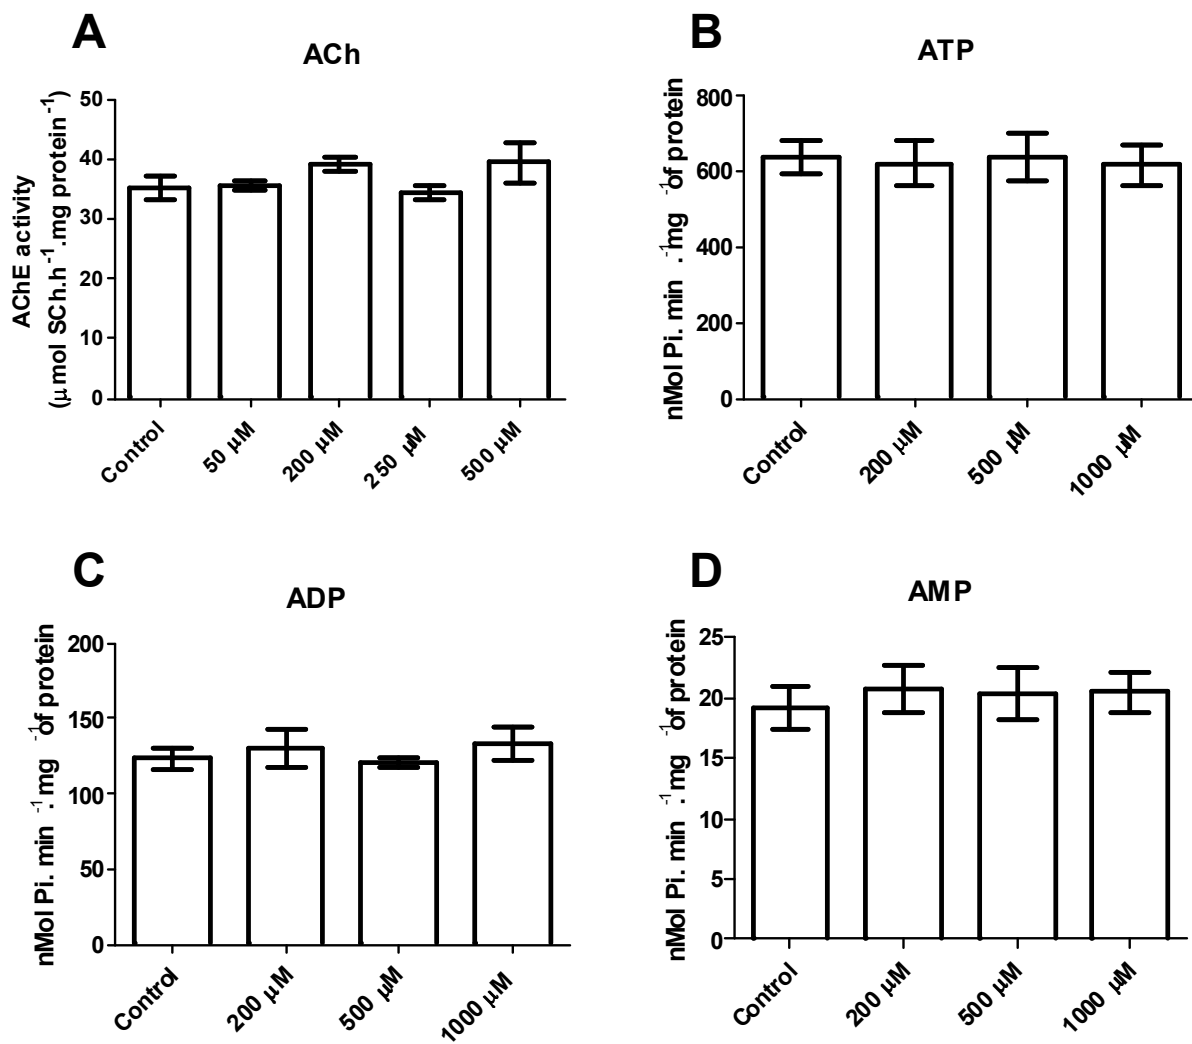 A
ACh
AChE activity
(μmol SCh.h⁻¹.mg protein⁻¹)
50
40
30
20
10
0
Control
50 μM
200 μM
250 μM
500 μM
B
ATP
nMol Pi. min ⁻¹.mg ⁻¹of protein
800
600
400
200
0
Control
200 μM
500 μM
1000 μM
C
ADP
nMol Pi. min ⁻¹.mg ⁻¹of protein
200
150
100
50
0
Control
200 μM
500 μM
1000 μM
D
AMP
nMol Pi. min ⁻¹.mg ⁻¹of protein
25
20
15
10
5
0
Control
200 μM
500 μM
1000 μM